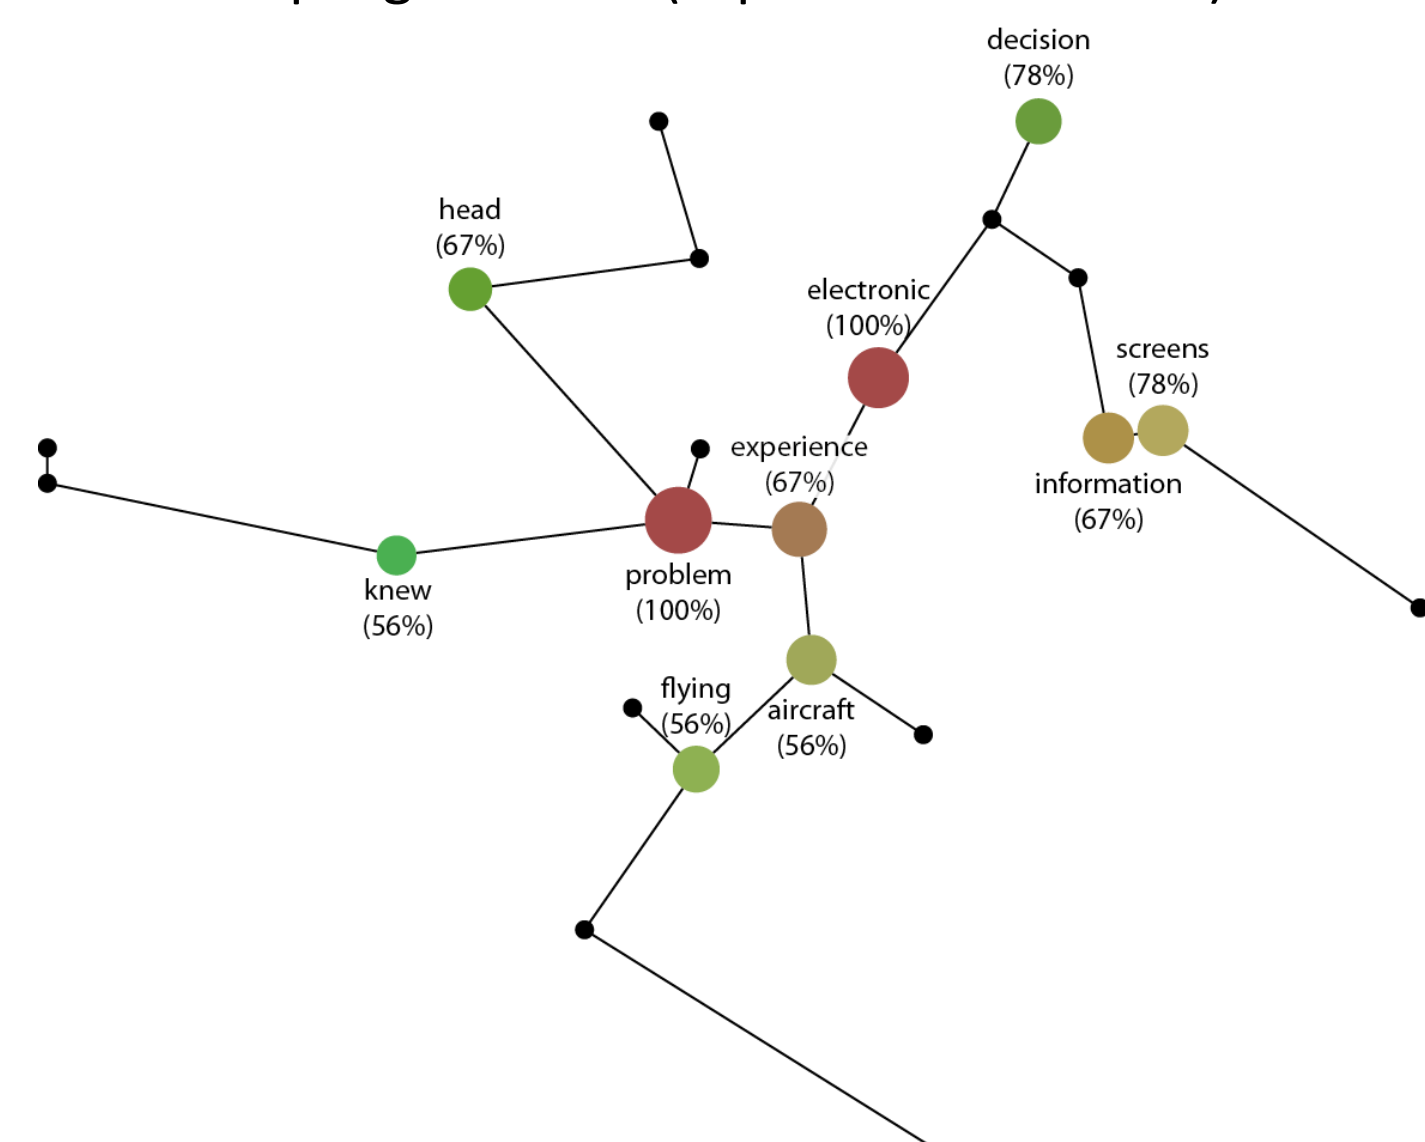 decision
(78%)
head
(67%)
electronic
(100%)
screens
(78%)
experience
(67%)
information
(67%)
problem
(100%)
knew
(56%)
flying
(56%)
aircraft
(56%)